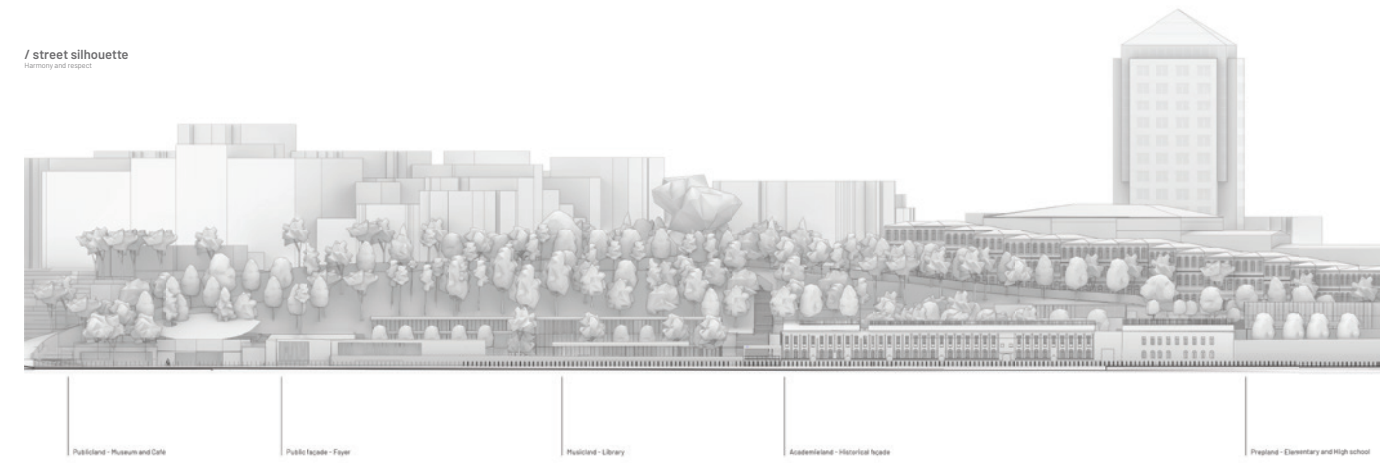 / street silhouette
Harmony and respect
Publicland - Museum and Café
Public façade - Foyer
Musicland - Library
Academieland - Historical façade
Prepland - Elementary and High school